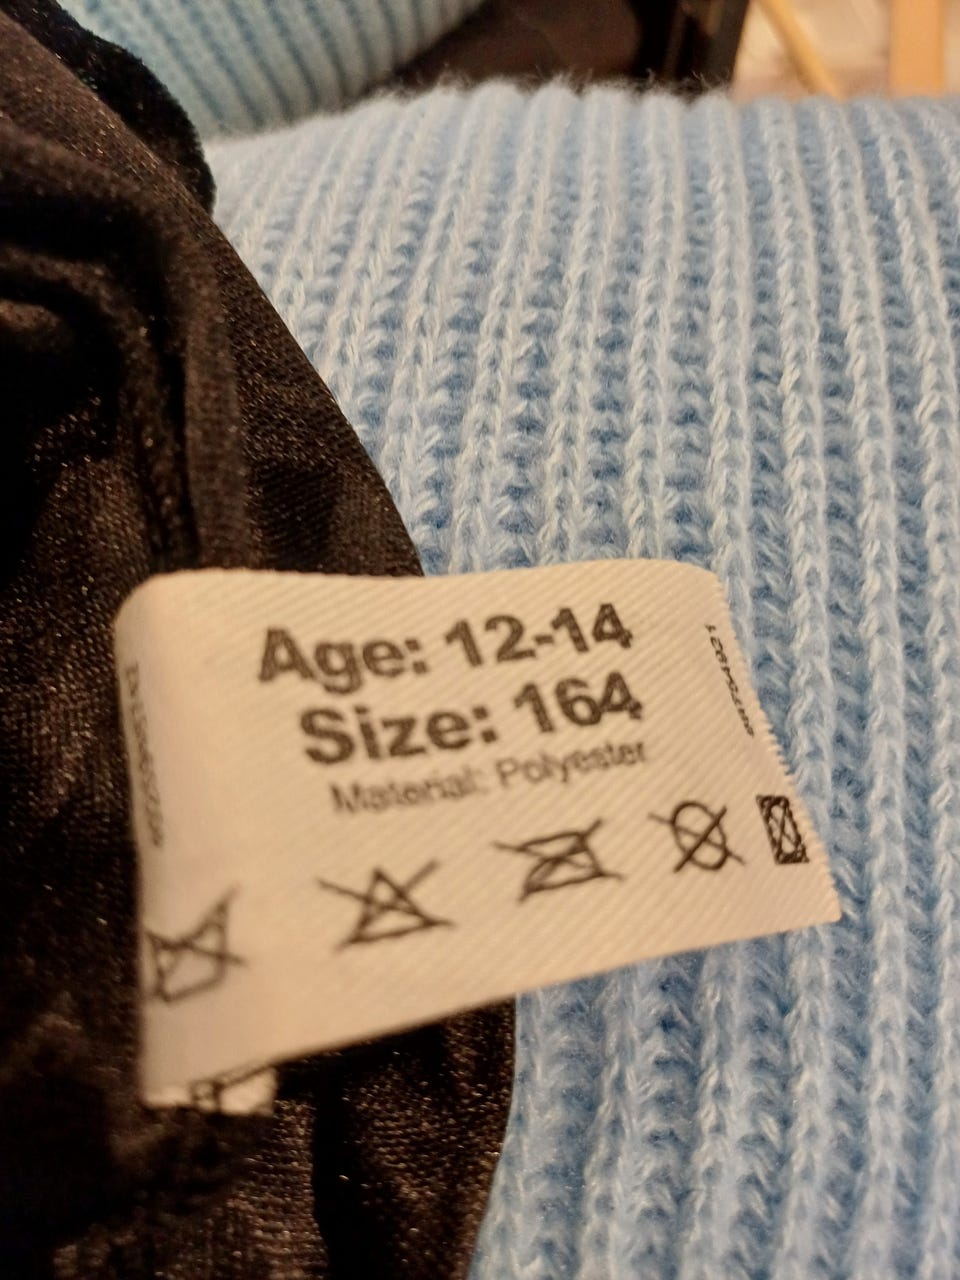 Age: 12-14
Size: 164
Material: Polyester